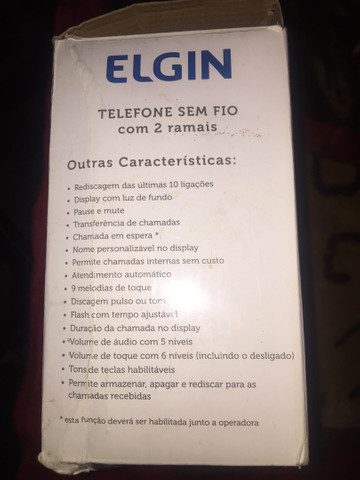 ELGIN
TELEFONE SEM FIO
com 2 ramais
Outras Características:
• Rediscagem das últimas 10 ligações
• Display com luz de fundo
• Pause e mute
• Transferência de chamadas
• Chamada em espera *
• Nome personalizável no display
• Permite chamadas internas sem custo
• Atendimento automático
• 9 melodias de toque
• Discagem pulso ou tom
• Flash com tempo ajustável
• Duração da chamada no display
• Volume de áudio com 5 níveis
• Volume de toque com 6 níveis (incluindo o desligado)
• Tons de teclas habilitáveis
• Permite armazenar, apagar e rediscar para as
chamadas recebidas
* esta função deverá ser habilitada junto a operadora